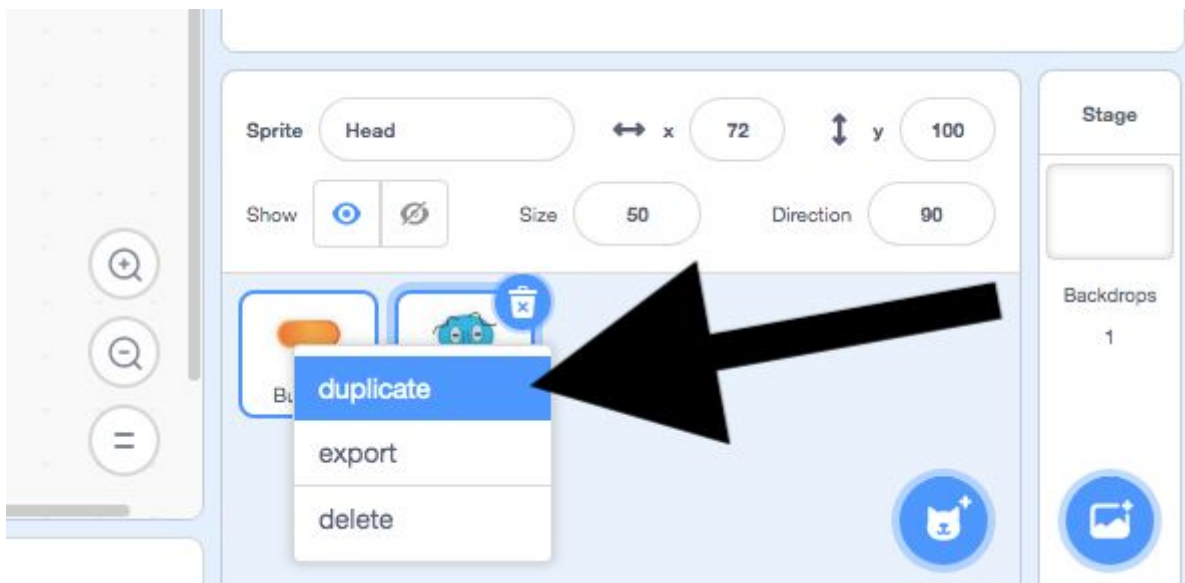 Sprite Head x 72 y 100
Show Size 50 Direction 90
Stage
Backdrops
1
duplicate
export
delete